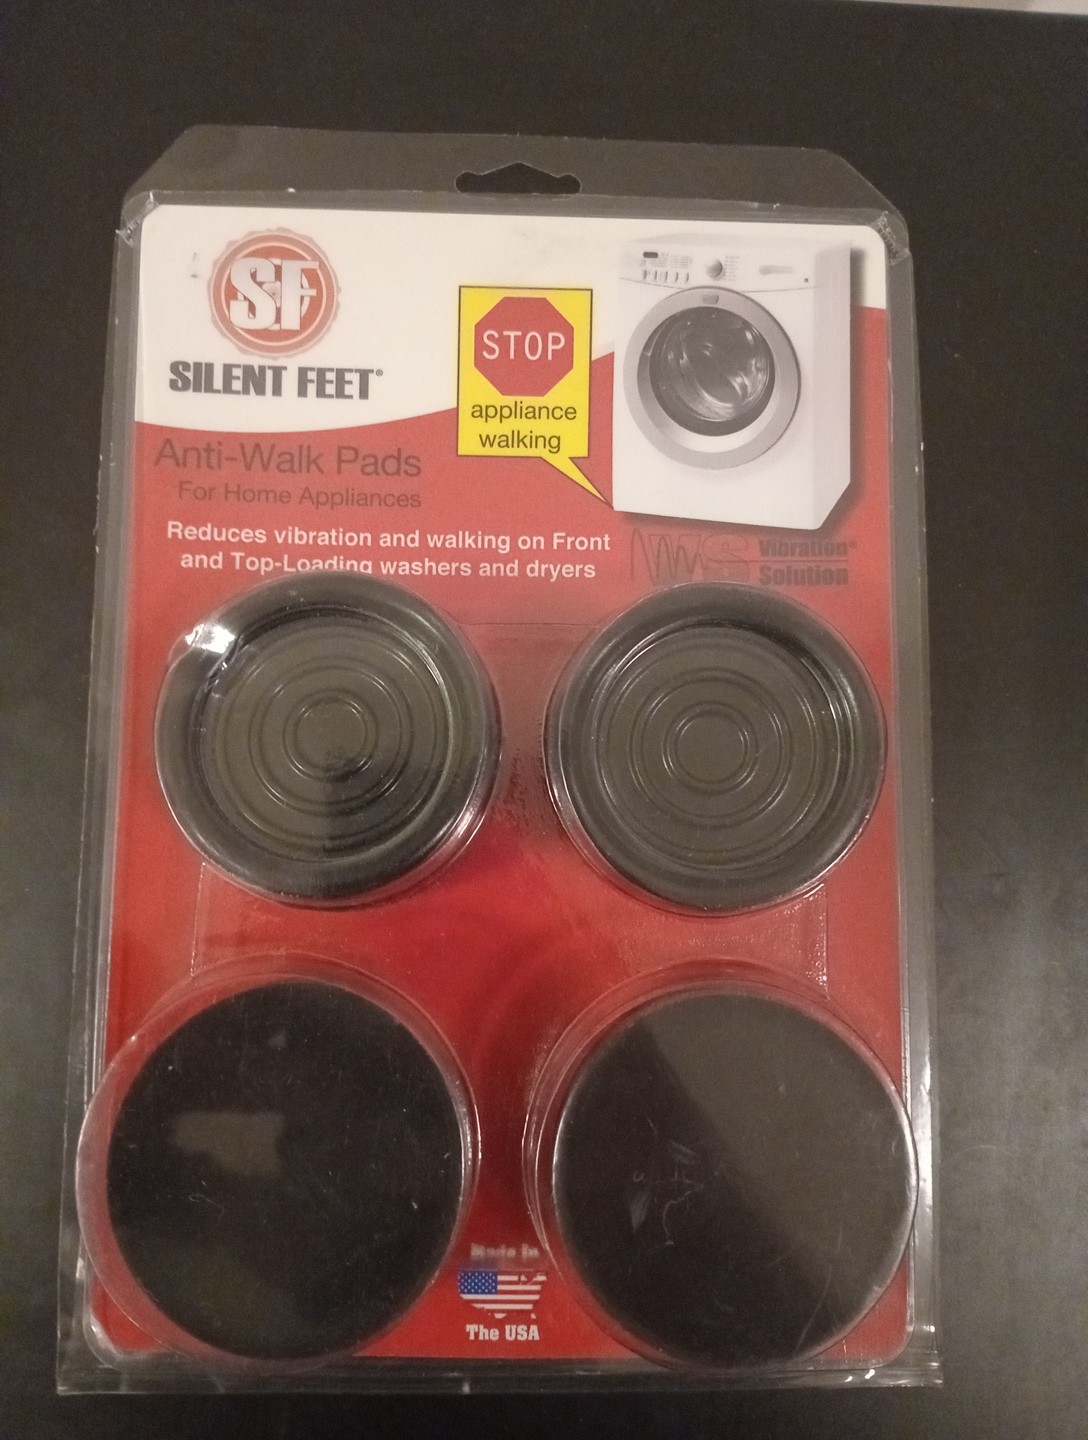 SF
SILENT FEET®
STOP
appliance
walking
Anti-Walk Pads
For Home Appliances
Reduces vibration and walking on Front
and Top-Loading washers and dryers
VS
Vibration®
Solution
Made In
The USA